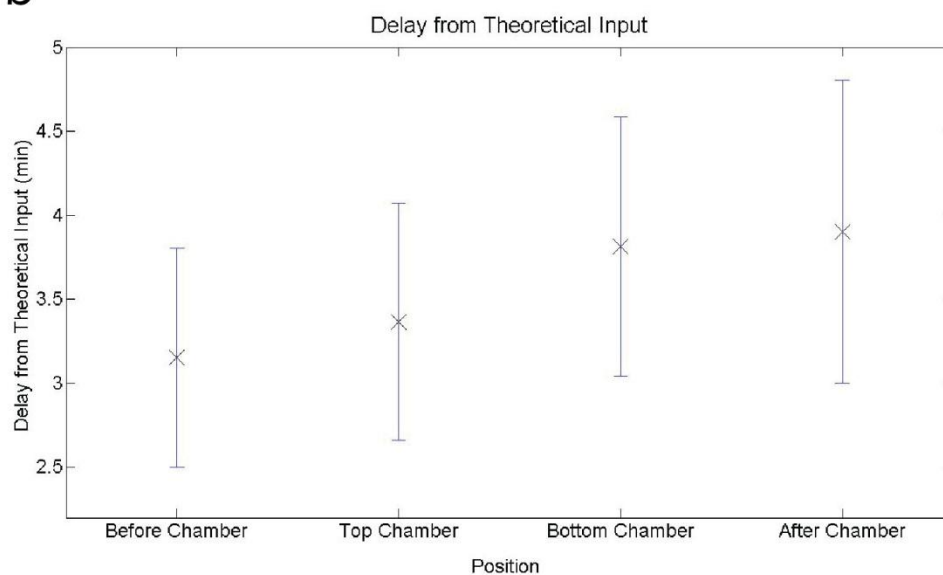 b
Delay from Theoretical Input
Delay from Theoretical Input (min)
5
4.5
4
3.5
3
2.5
Before Chamber
Top Chamber
Bottom Chamber
After Chamber
Position